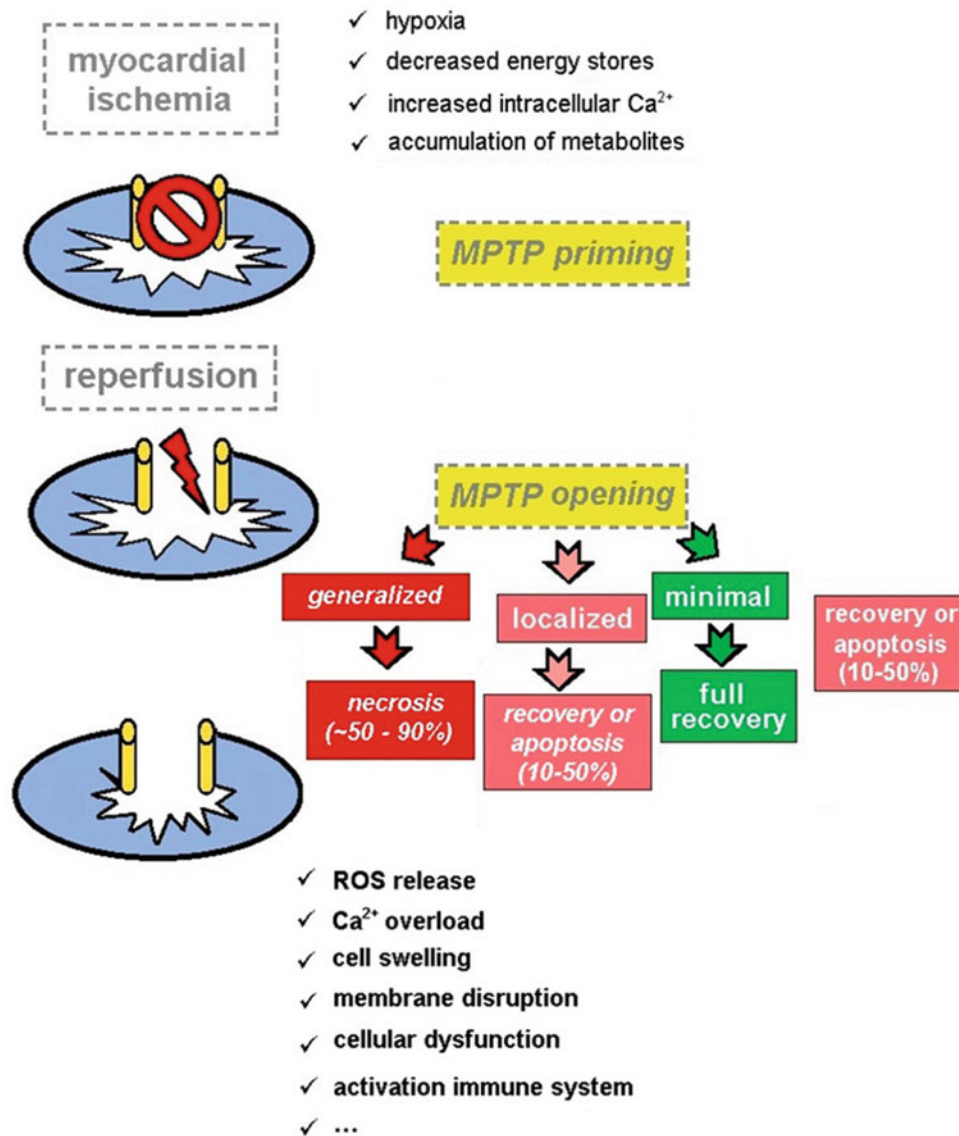 myocardial
ischemia
✓ hypoxia
✓ decreased energy stores
✓ increased intracellular Ca²⁺
✓ accumulation of metabolites
MPTP priming
reperfusion
MPTP opening
generalized
localized
minimal
necrosis
(~50 - 90%)
recovery or
apoptosis
(10-50%)
full
recovery
recovery or
apoptosis
(10-50%)
✓ ROS release
✓ Ca²⁺ overload
✓ cell swelling
✓ membrane disruption
✓ cellular dysfunction
✓ activation immune system
✓ ...